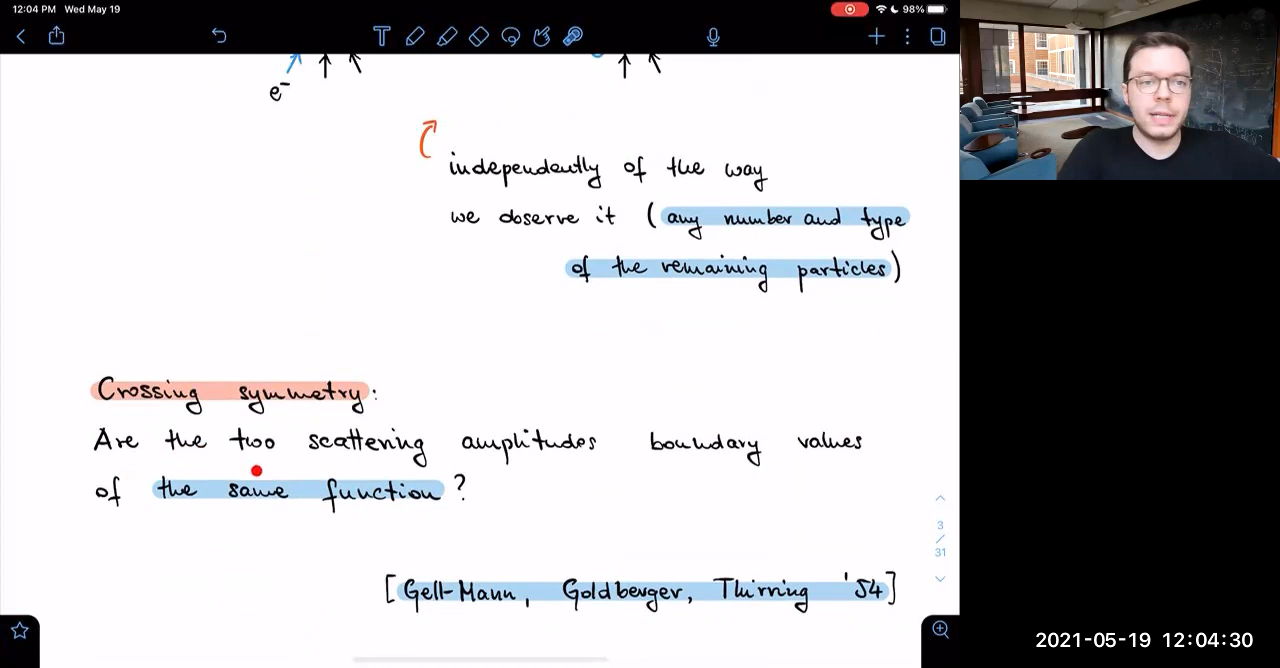 12:04 PM Wed May 19
98%
T
e⁻
independently of the way
we observe it (any number and type
of the remaining particles)
Crossing symmetry:
Are the two scattering amplitudes boundary values
of the same function?
3
/
31
[Gell-Mann, Goldberger, Thirring '54]
2021-05-19 12:04:30